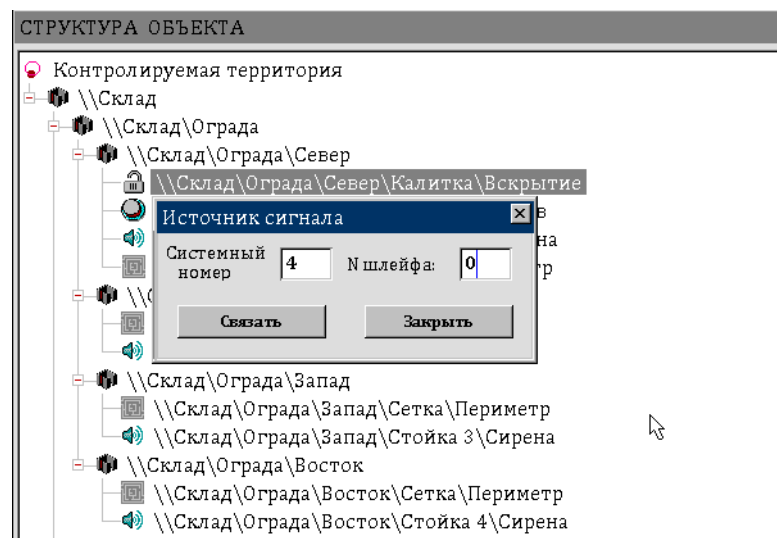 СТРУКТУРА ОБЪЕКТА
Контролируемая территория
\\Склад
\\Склад\Ограда
\\Склад\Ограда\Север
\\Склад\Ограда\Север\Калитка\Вскрытие
Источник сигнала
Системный номер 4 N шлейфа: 0
Связать Закрыть
\\Склад\Ограда\Запад
\\Склад\Ограда\Запад\Сетка\Периметр
\\Склад\Ограда\Запад\Стойка 3\Сирена
\\Склад\Ограда\Восток
\\Склад\Ограда\Восток\Сетка\Периметр
\\Склад\Ограда\Восток\Стойка 4\Сирена